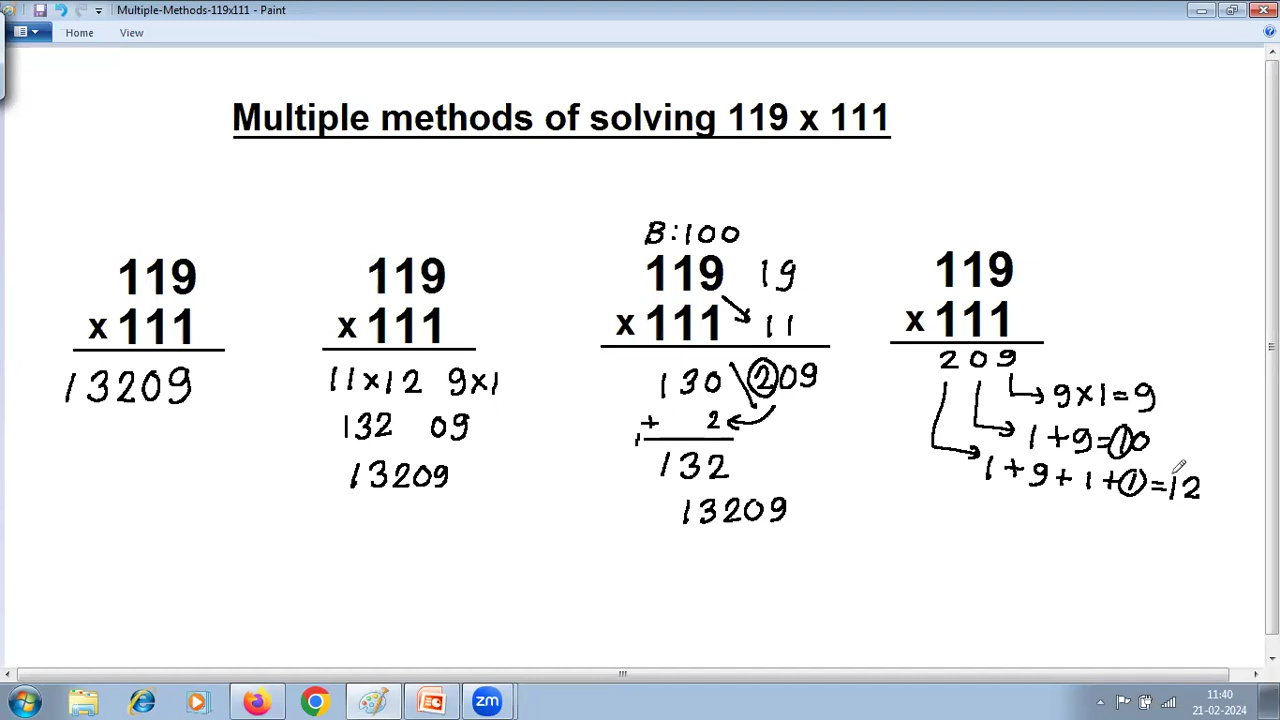 Multiple-Methods-119x111 - Paint
Home View
Multiple methods of solving 119 x 111
119
x 111
13209
119
x 111
11x12 9x1
132 09
13209
B:100
119 19
x 111 11
130 \ 209
+ 2
1
132
13209
119
x 111
209
9x1=9
1+9=10
1+9+1+1=12
zm
11:40
21-02-2024